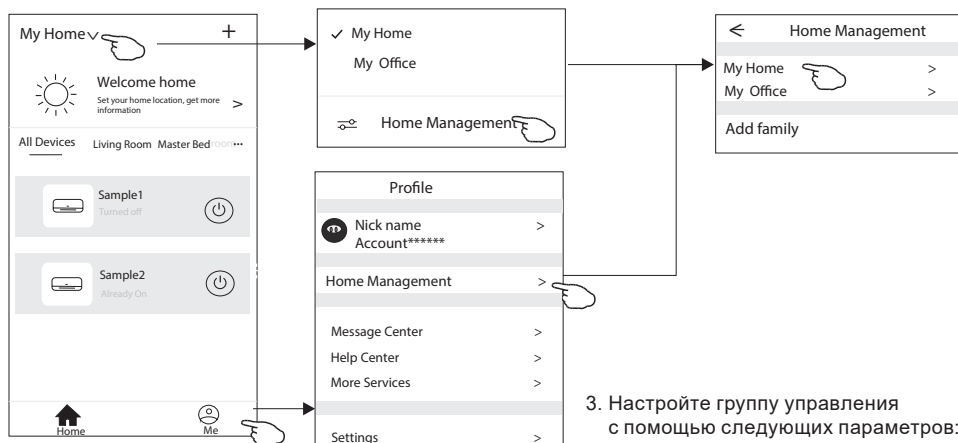 My Home
+
Welcome home
Set your home location, get more
information
>
All Devices
Living Room
Master Bedroom
Sample1
Turned off
Sample2
Already On
Home
Me
✓ My Home
My Office
Home Management
Profile
Nick name >
Account******
Home Management >
Message Center >
Help Center >
More Services >
Settings >
Home Management
My Home >
My Office >
Add family
3. Настройте группу управления
с помощью следующих параметров: